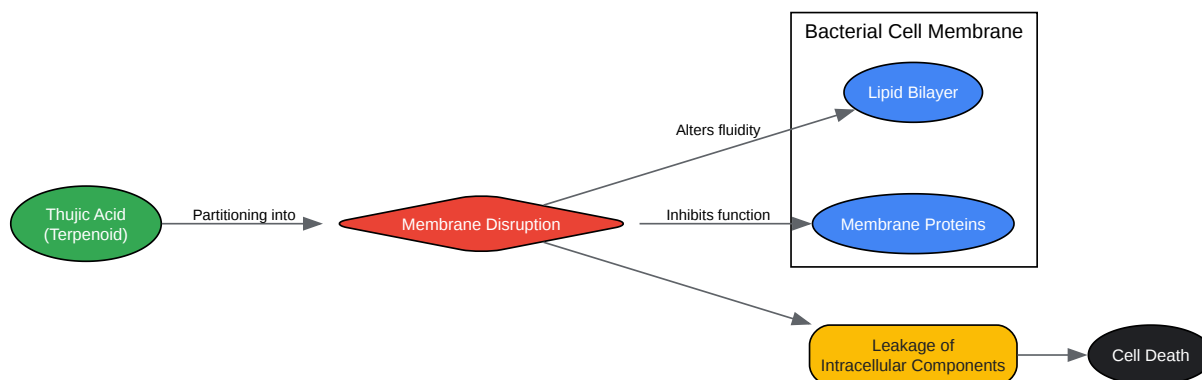 Bacterial Cell Membrane
Lipid Bilayer
Alters fluidity
Thujic Acid
(Terpenoid)
Partitioning into
Membrane Disruption
Inhibits function
Membrane Proteins
Leakage of
Intracellular Components
Cell Death